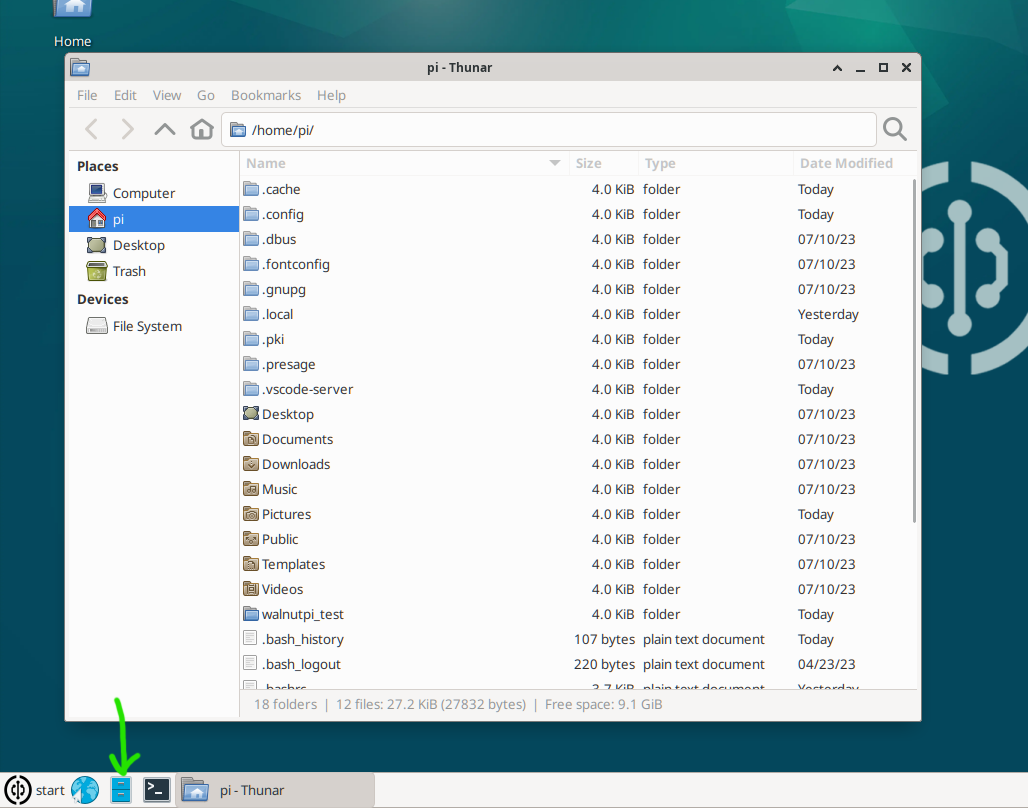 Home
pi - Thunar
File Edit View Go Bookmarks Help
/home/pi/
Places
Computer
pi
Desktop
Trash
Devices
File System
Name Size Type Date Modified
.cache 4.0 KiB folder Today
.config 4.0 KiB folder Today
.dbus 4.0 KiB folder 07/10/23
.fontconfig 4.0 KiB folder 07/10/23
.gnupg 4.0 KiB folder 07/10/23
.local 4.0 KiB folder Yesterday
.pki 4.0 KiB folder Today
.presage 4.0 KiB folder 07/10/23
.vscode-server 4.0 KiB folder Today
Desktop 4.0 KiB folder 07/10/23
Documents 4.0 KiB folder 07/10/23
Downloads 4.0 KiB folder 07/10/23
Music 4.0 KiB folder 07/10/23
Pictures 4.0 KiB folder Today
Public 4.0 KiB folder 07/10/23
Templates 4.0 KiB folder 07/10/23
Videos 4.0 KiB folder 07/10/23
walnutpi_test 4.0 KiB folder Today
.bash_history 107 bytes plain text document Today
.bash_logout 220 bytes plain text document 04/23/23
.bashrc 3.7 KiB plain text document Yesterday
18 folders | 12 files: 27.2 KiB (27832 bytes) | Free space: 9.1 GiB
start pi - Thunar